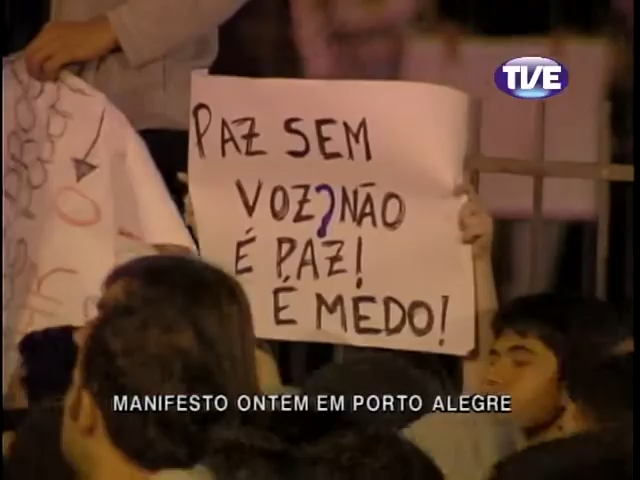 TVE
PAZ SEM
VOZ, NÃO
É PAZ!
É MEDO!
MANIFESTO ONTEM EM PORTO ALEGRE